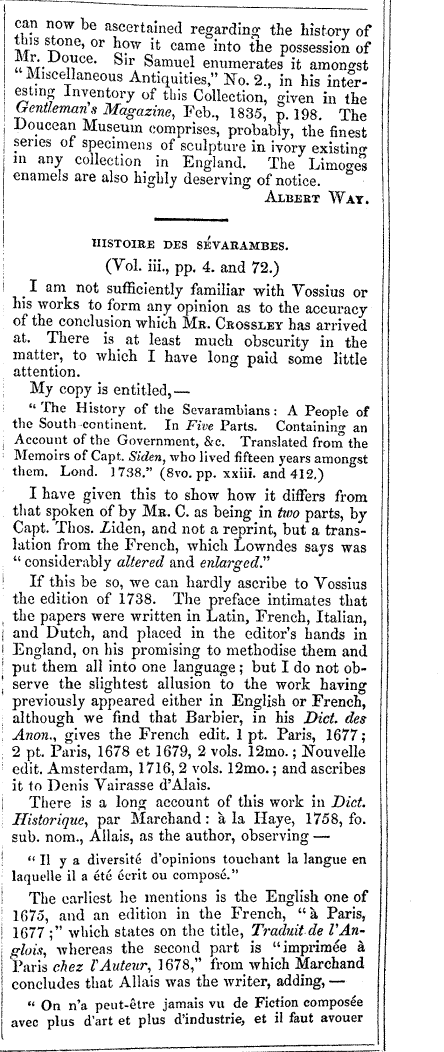 can now be ascertained regarding the history of
this stone, or how it came into the possession of
Mr. Douce. Sir Samuel enumerates it amongst
"Miscellaneous Antiquities," No. 2., in his inter-
esting Inventory of this Collection, given in the
Gentleman's Magazine, Feb., 1835, p. 198. The
Doucean Museum comprises, probably, the finest
series of specimens of sculpture in ivory existing
in any collection in England. The Limoges
enamels are also highly deserving of notice.
ALBERT WAY.
HISTOIRE DES SÉVARAMBES.
(Vol. iii., pp. 4. and 72.)
I am not sufficiently familiar with Vossius or
his works to form any opinion as to the accuracy
of the conclusion which MR. CROSSLEY has arrived
at. There is at least much obscurity in the
matter, to which I have long paid some little
attention.
My copy is entitled,—
"The History of the Sevarambians: A People of
the South-continent. In Five Parts. Containing an
Account of the Government, &c. Translated from the
Memoirs of Capt. Siden, who lived fifteen years amongst
them. Lond. 1738." (8vo. pp. xxiii. and 412.)
I have given this to show how it differs from
that spoken of by MR. C. as being in two parts, by
Capt. Thos. Liden, and not a reprint, but a trans-
lation from the French, which Lowndes says was
"considerably altered and enlarged."
If this be so, we can hardly ascribe to Vossius
the edition of 1738. The preface intimates that
the papers were written in Latin, French, Italian,
and Dutch, and placed in the editor's hands in
England, on his promising to methodise them and
put them all into one language; but I do not ob-
serve the slightest allusion to the work having
previously appeared either in English or French,
although we find that Barbier, in his Dict. des
Anon., gives the French edit. 1 pt. Paris, 1677;
2 pt. Paris, 1678 et 1679, 2 vols. 12mo.; Nouvelle
edit. Amsterdam, 1716, 2 vols. 12mo.; and ascribes
it to Denis Vairasse d'Alais.
There is a long account of this work in Dict.
Historique, par Marchand: à la Haye, 1758, fo.
sub. nom., Allais, as the author, observing —
"Il y a diversité d'opinions touchant la langue en
laquelle il a été écrit ou composé."
The earliest he mentions is the English one of
1675, and an edition in the French, "à Paris,
1677;" which states on the title, Traduit de l'An-
glois, whereas the second part is "imprimée à
Paris chez l'Auteur, 1678," from which Marchand
concludes that Allais was the writer, adding,—
"On n'a peut-être jamais vu de Fiction composée
avec plus d'art et plus d'industrie, et il faut avouer